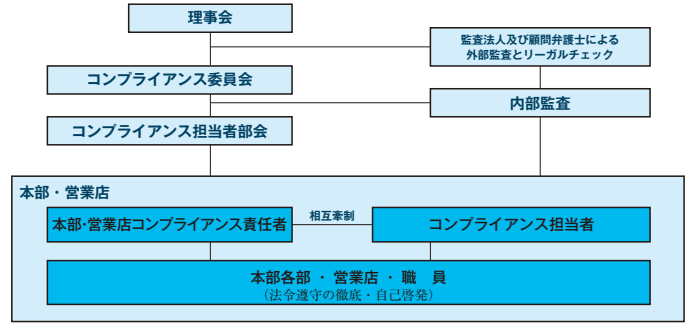 理事会
監査法人及び顧問弁護士による
外部監査とリーガルチェック
コンプライアンス委員会
内部監査
コンプライアンス担当者部会
本部・営業店
本部・営業店コンプライアンス責任者
相互牽制
コンプライアンス担当者
本部各部 ・ 営業店 ・ 職　員
（法令遵守の徹底・自己啓発）